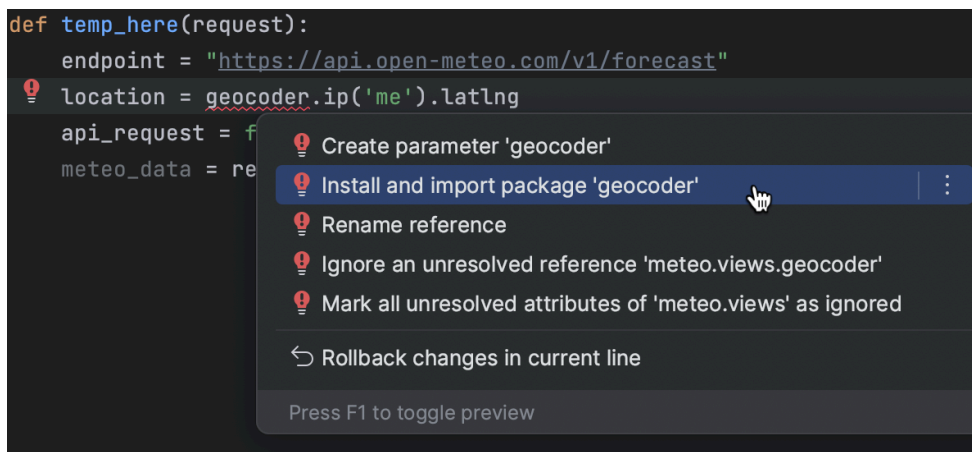 def temp_here(request):
endpoint = "https://api.open-meteo.com/v1/forecast"
location = geocoder.ip('me').latlng
api_request = f
meteo_data = re
Create parameter 'geocoder'
Install and import package 'geocoder'
Rename reference
Ignore an unresolved reference 'meteo.views.geocoder'
Mark all unresolved attributes of 'meteo.views' as ignored
Rollback changes in current line
Press F1 to toggle preview